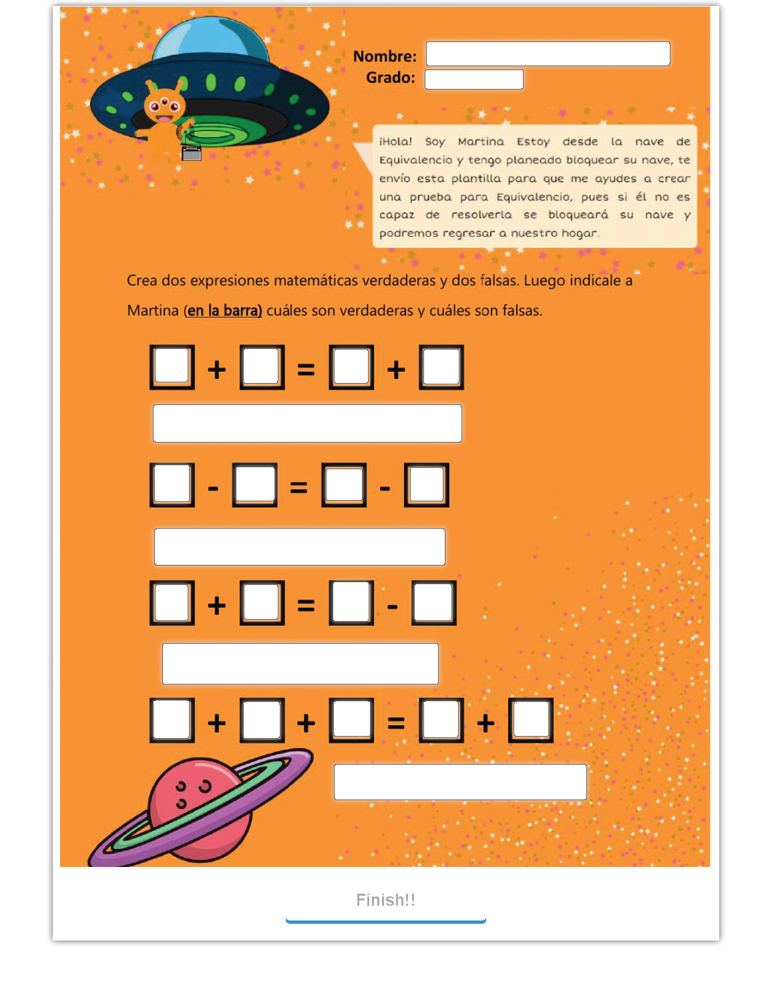 Nombre:
Grado:
¡Hola! Soy Martina Estoy desde la nave de
Equivalencio y tengo planeado bloquear su nave, te
envío esta plantilla para que me ayudes a crear
una prueba para Equivalencio, pues si él no es
capaz de resolverla se bloqueará su nave y
podremos regresar a nuestro hogar.
Crea dos expresiones matemáticas verdaderas y dos falsas. Luego indícale a
Martina (en la barra) cuáles son verdaderas y cuáles son falsas.
+ = +
- = -
+ = -
+ + = +
Finish!!